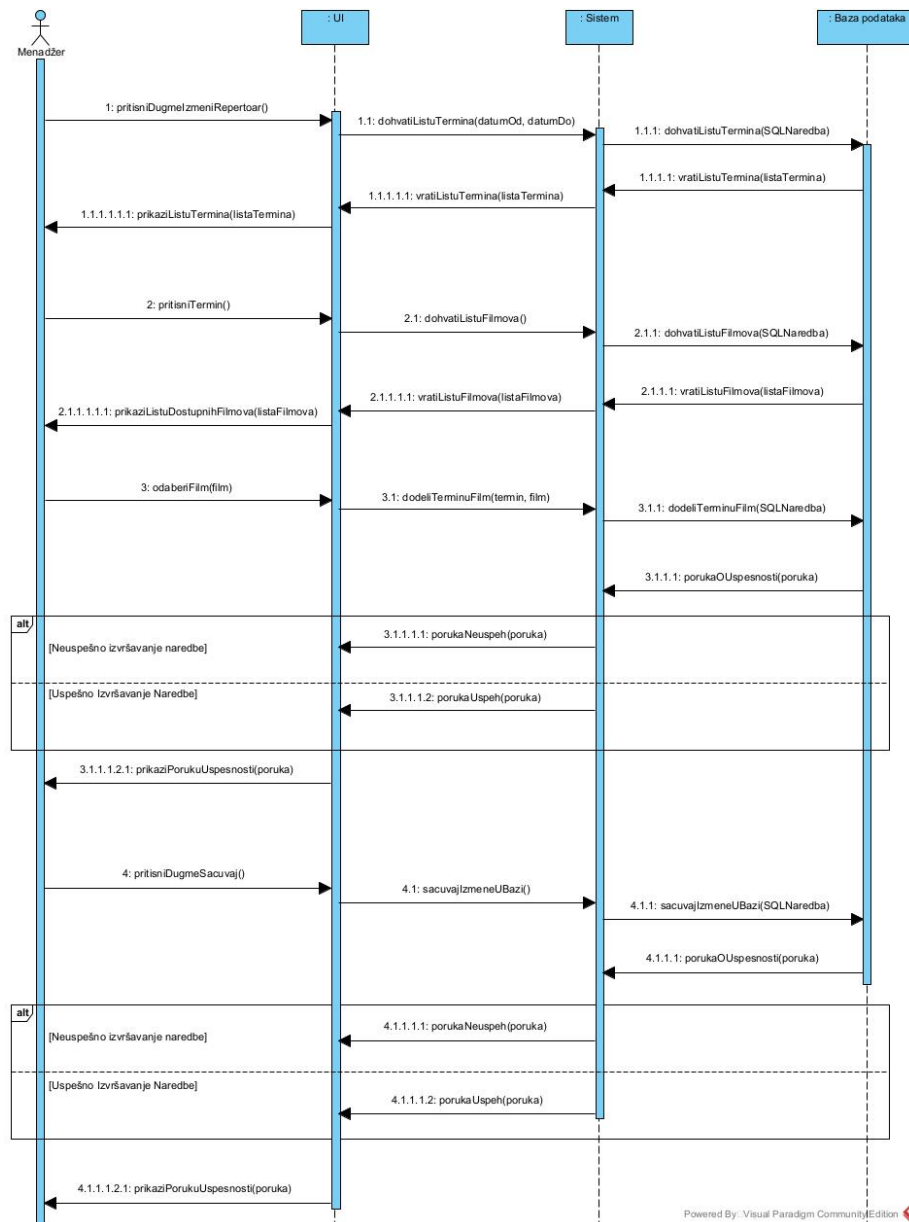 : UI
: Sistem
: Baza podataka
Menadžer
1: pritisniDugmeIzmeniRepertoar()
1.1: dohvatiListuTermina(datumOd, datumDo)
1.1.1: dohvatiListuTermina(SQLNaredba)
1.1.1.1: vratiListuTermina(listaTermina)
1.1.1.1.1: vratiListuTermina(listaTermina)
1.1.1.1.1.1: prikaziListuTermina(listaTermina)
2: pritisniTermin()
2.1: dohvatiListuFilmova()
2.1.1: dohvatiListuFilmova(SQLNaredba)
2.1.1.1: vratiListuFilmova(listaFilmova)
2.1.1.1.1: vratiListuFilmova(listaFilmova)
2.1.1.1.1.1: prikaziListuDostupnihFilmova(listaFilmova)
3: odaberiFilm(film)
3.1: dodeliTerminuFilm(termin, film)
3.1.1: dodeliTerminuFilm(SQLNaredba)
3.1.1.1: porukaOUspesnosti(poruka)
alt
3.1.1.1.1: porukaNeuspeh(poruka)
[Neuspešno izvršavanje naredbe]
[Uspešno Izvršavanje Naredbe]
3.1.1.1.2: porukaUspeh(poruka)
3.1.1.1.2.1: prikaziPorukuUspesnosti(poruka)
4: pritisniDugmeSacuvaj()
4.1: sacuvajIzmeneUBazi()
4.1.1: sacuvajIzmeneUBazi(SQLNaredba)
4.1.1.1: porukaOUspesnosti(poruka)
alt
4.1.1.1.1: porukaNeuspeh(poruka)
[Neuspešno izvršavanje naredbe]
[Uspešno Izvršavanje Naredbe]
4.1.1.1.2: porukaUspeh(poruka)
4.1.1.1.2.1: prikaziPorukuUspesnosti(poruka)
Powered By Visual Paradigm Community Edition